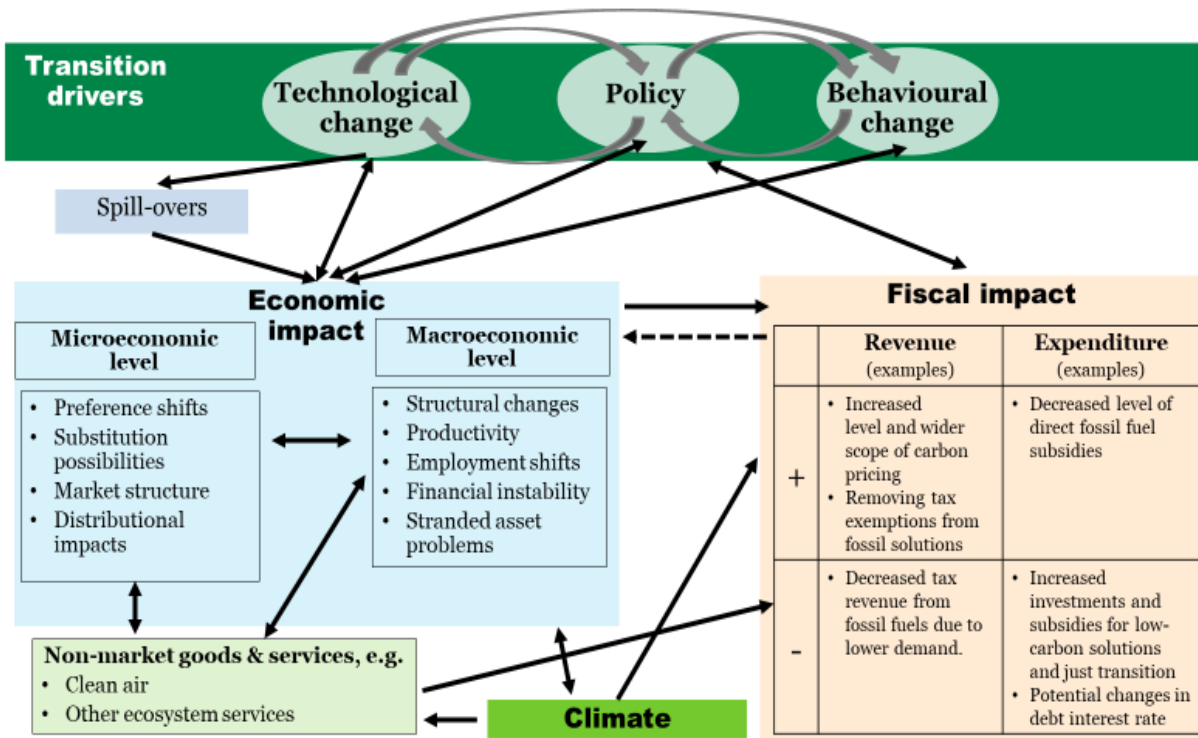 Transition
drivers
Technological
change
Policy
Behavioural
change
Spill-overs
Economic
impact
Microeconomic
level
• Preference shifts
• Substitution
possibilities
• Market structure
• Distributional
impacts
Macroeconomic
level
• Structural changes
• Productivity
• Employment shifts
• Financial instability
• Stranded asset
problems
Non-market goods & services, e.g.
• Clean air
• Other ecosystem services
Climate
Fiscal impact
Revenue
(examples)
Expenditure
(examples)
+
• Increased
level and wider
scope of carbon
pricing
• Removing tax
exemptions from
fossil solutions
• Decreased level of
direct fossil fuel
subsidies
-
• Decreased tax
revenue from
fossil fuels due to
lower demand.
• Increased
investments and
subsidies for low-
carbon solutions
and just transition
• Potential changes in
debt interest rate